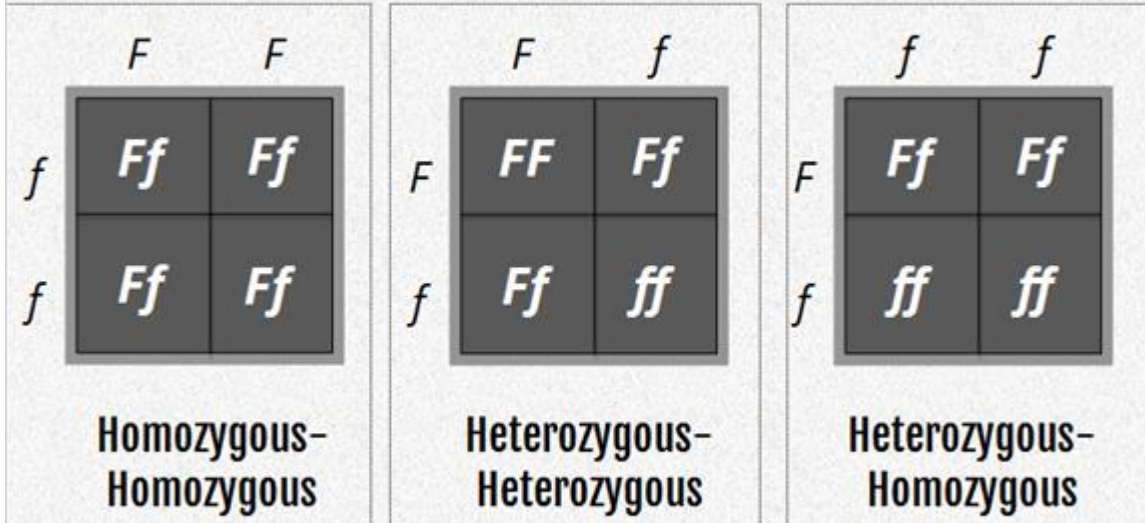 F F
f Ff Ff
f Ff Ff
Homozygous-
Homozygous
F f
F FF Ff
f Ff ff
Heterozygous-
Heterozygous
f f
F Ff Ff
f ff ff
Heterozygous-
Homozygous